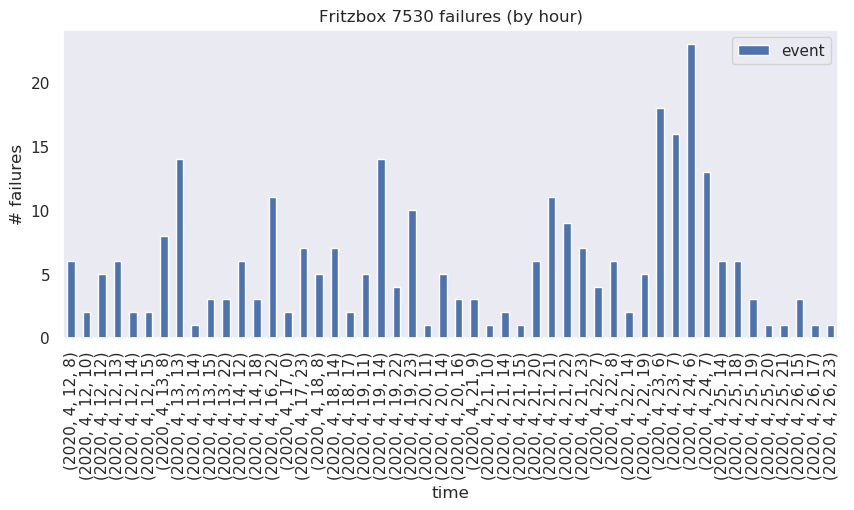 Fritzbox 7530 failures (by hour)
event
# failures
20
15
10
5
0
(2020, 4, 12, 8)
(2020, 4, 12, 10)
(2020, 4, 12, 12)
(2020, 4, 12, 13)
(2020, 4, 12, 14)
(2020, 4, 12, 15)
(2020, 4, 13, 8)
(2020, 4, 13, 13)
(2020, 4, 13, 14)
(2020, 4, 13, 15)
(2020, 4, 13, 22)
(2020, 4, 14, 12)
(2020, 4, 14, 18)
(2020, 4, 16, 22)
(2020, 4, 17, 0)
(2020, 4, 17, 23)
(2020, 4, 18, 8)
(2020, 4, 18, 14)
(2020, 4, 18, 17)
(2020, 4, 19, 11)
(2020, 4, 19, 14)
(2020, 4, 19, 22)
(2020, 4, 19, 23)
(2020, 4, 20, 11)
(2020, 4, 20, 14)
(2020, 4, 20, 16)
(2020, 4, 21, 9)
(2020, 4, 21, 10)
(2020, 4, 21, 14)
(2020, 4, 21, 15)
(2020, 4, 21, 20)
(2020, 4, 21, 21)
(2020, 4, 21, 22)
(2020, 4, 21, 23)
(2020, 4, 22, 7)
(2020, 4, 22, 8)
(2020, 4, 22, 14)
(2020, 4, 22, 19)
(2020, 4, 23, 6)
(2020, 4, 23, 7)
(2020, 4, 24, 6)
(2020, 4, 24, 7)
(2020, 4, 25, 14)
(2020, 4, 25, 18)
(2020, 4, 25, 19)
(2020, 4, 25, 20)
(2020, 4, 25, 21)
(2020, 4, 26, 15)
(2020, 4, 26, 17)
(2020, 4, 26, 23)
time